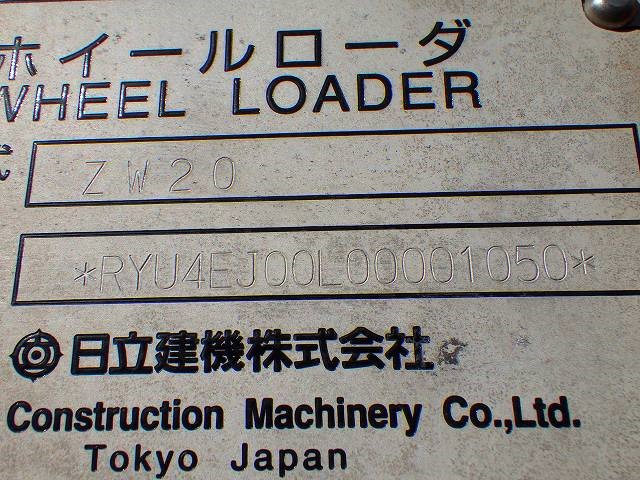 ホイールローダ
WHEEL LOADER
式
ZW20
*RYU4EJ00L00001050*
日立建機株式会社
Construction Machinery Co.,Ltd.
Tokyo Japan